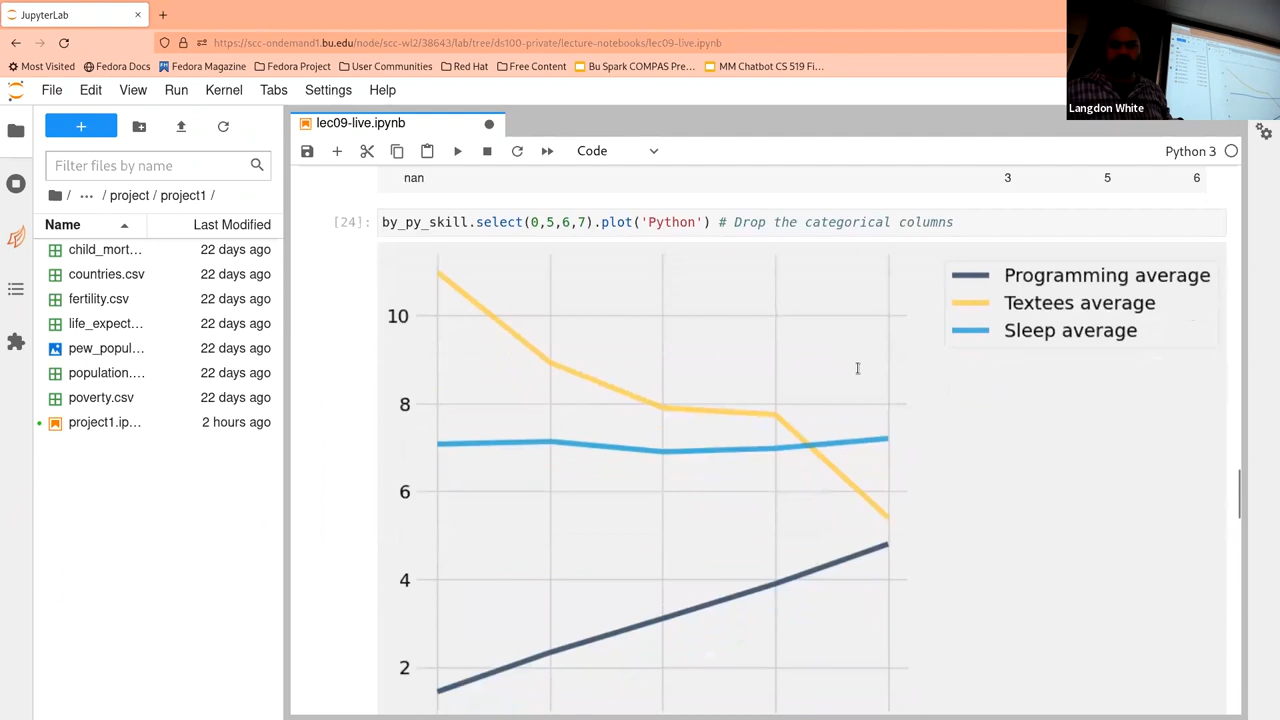 JupyterLab
https://scc-ondemand1.bu.edu/node/scc-wl2/38643/lab/tree/ds100-private/lecture-notebooks/lec09-live.ipynb
Most Visited Fedora Docs Fedora Magazine Fedora Project User Communities Red Hat Free Content Bu Spark COMPAS Pre... MM Chatbot CS 519 Fi...
Langdon White
File Edit View Run Kernel Tabs Settings Help
lec09-live.ipynb
Code
Python 3
Filter files by name
/ ... / project / project1 /
Name Last Modified
child_mort... 22 days ago
countries.csv 22 days ago
fertility.csv 22 days ago
life_expect... 22 days ago
pew_popul... 22 days ago
population.... 22 days ago
poverty.csv 22 days ago
project1.ip... 2 hours ago
nan 3 5 6
[24]: by_py_skill.select(0,5,6,7).plot('Python') # Drop the categorical columns
Programming average
Textees average
Sleep average
10
8
6
4
2